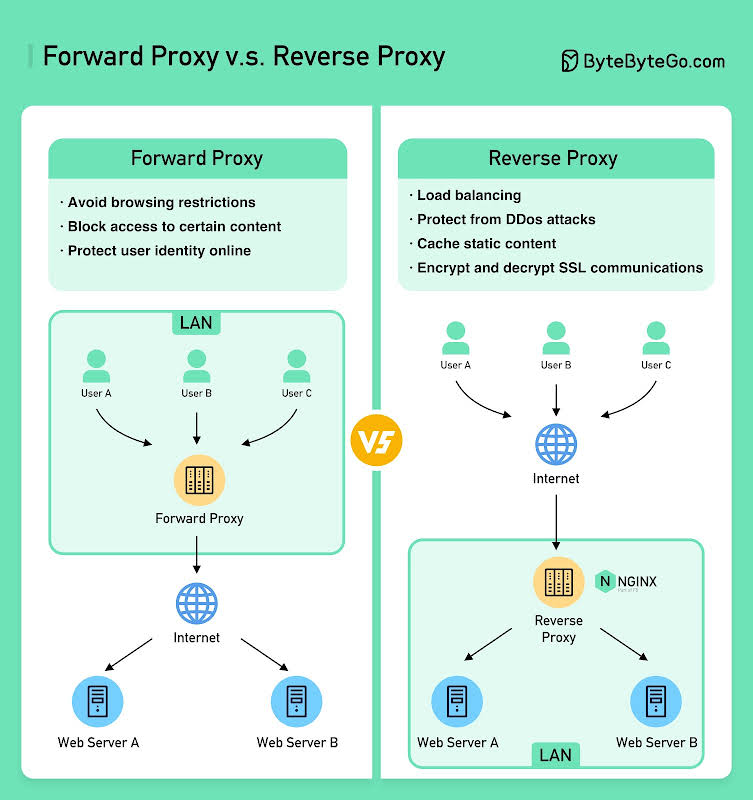 Forward Proxy v.s. Reverse Proxy
ByteByteGo.com
Forward Proxy
· Avoid browsing restrictions
· Block access to certain content
· Protect user identity online
LAN
User A
User B
User C
Forward Proxy
Internet
Web Server A
Web Server B
VS
Reverse Proxy
· Load balancing
· Protect from DDos attacks
· Cache static content
· Encrypt and decrypt SSL communications
User A
User B
User C
Internet
N NGINX
Part of F5
Reverse
Proxy
Web Server A
Web Server B
LAN